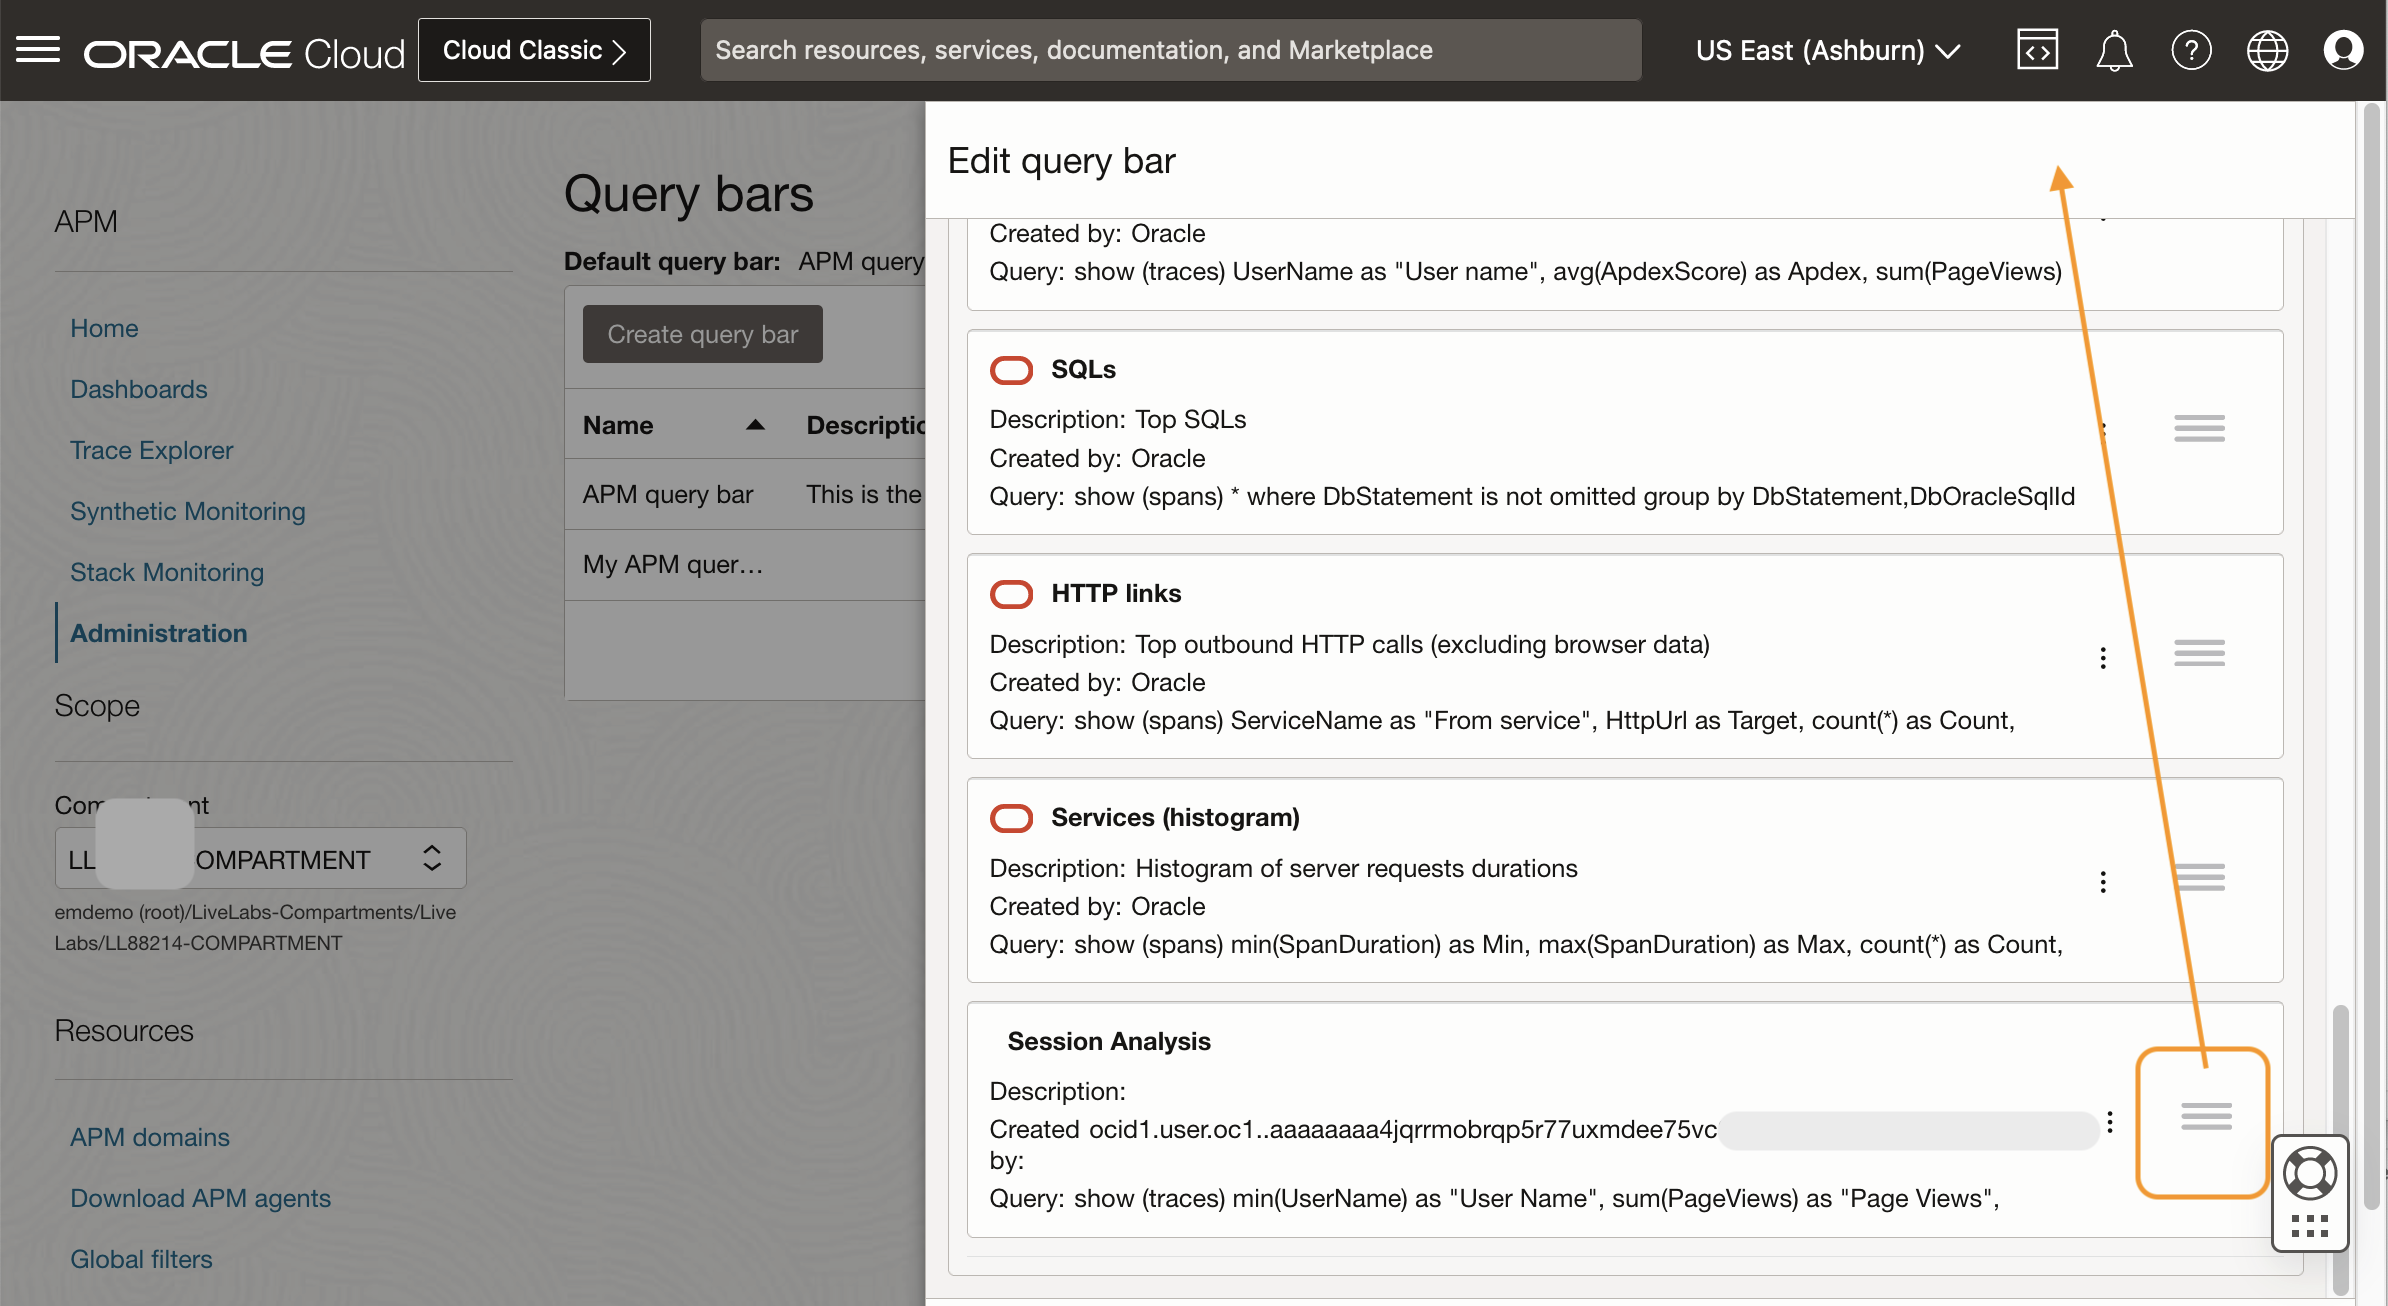 ORACLE Cloud
Cloud Classic
Search resources, services, documentation, and Marketplace
US East (Ashburn)
APM
Home
Dashboards
Trace Explorer
Synthetic Monitoring
Stack Monitoring
Administration
Scope
LL OMPARTMENT
emdemo (root)/LiveLabs-Compartments/Live
Labs/LL88214-COMPARTMENT
Resources
APM domains
Download APM agents
Global filters
Query bars
Default query bar: APM query
Create query bar
Name
APM query bar This is the
My APM quer...
Edit query bar
Created by: Oracle
Query: show (traces) UserName as "User name", avg(ApdexScore) as Apdex, sum(PageViews)
SQLs
Description: Top SQLs
Created by: Oracle
Query: show (spans) * where DbStatement is not omitted group by DbStatement,DbOracleSqlId
HTTP links
Description: Top outbound HTTP calls (excluding browser data)
Created by: Oracle
Query: show (spans) ServiceName as "From service", HttpUrl as Target, count(*) as Count,
Services (histogram)
Description: Histogram of server requests durations
Created by: Oracle
Query: show (spans) min(SpanDuration) as Min, max(SpanDuration) as Max, count(*) as Count,
Session Analysis
Description:
Created ocid1.user.oc1..aaaaaaaa4jqrrmobrqp5r77uxmdee75vc
by:
Query: show (traces) min(UserName) as "User Name", sum(PageViews) as "Page Views",